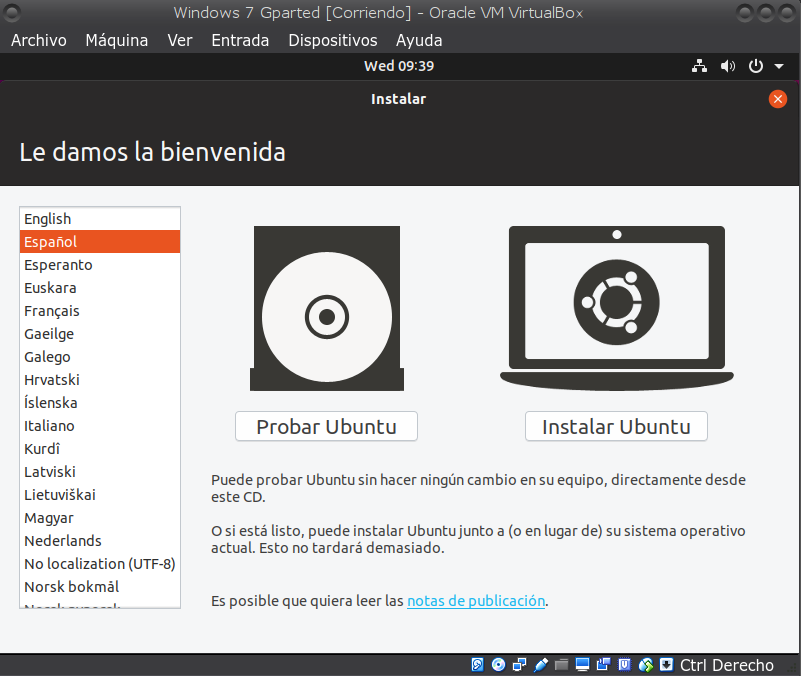 Windows 7 Gparted [Corriendo] - Oracle VM VirtualBox
Archivo Máquina Ver Entrada Dispositivos Ayuda
Wed 09:39
Instalar
Le damos la bienvenida
English
Español
Esperanto
Euskara
Français
Gaeilge
Galego
Hrvatski
Íslenska
Italiano
Kurdî
Latviski
Lietuviškai
Magyar
Nederlands
No localization (UTF-8)
Norsk bokmål
Probar Ubuntu
Instalar Ubuntu
Puede probar Ubuntu sin hacer ningún cambio en su equipo, directamente desde
este CD.
O si está listo, puede instalar Ubuntu junto a (o en lugar de) su sistema operativo
actual. Esto no tardará demasiado.
Es posible que quiera leer las notas de publicación.
Ctrl Derecho